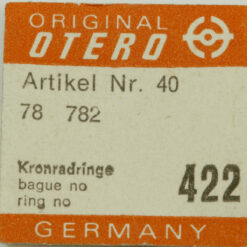 ORIGINAL
OTERO
Artikel Nr. 40
78 782
Kronradringe
bague no
ring no
422
GERMANY